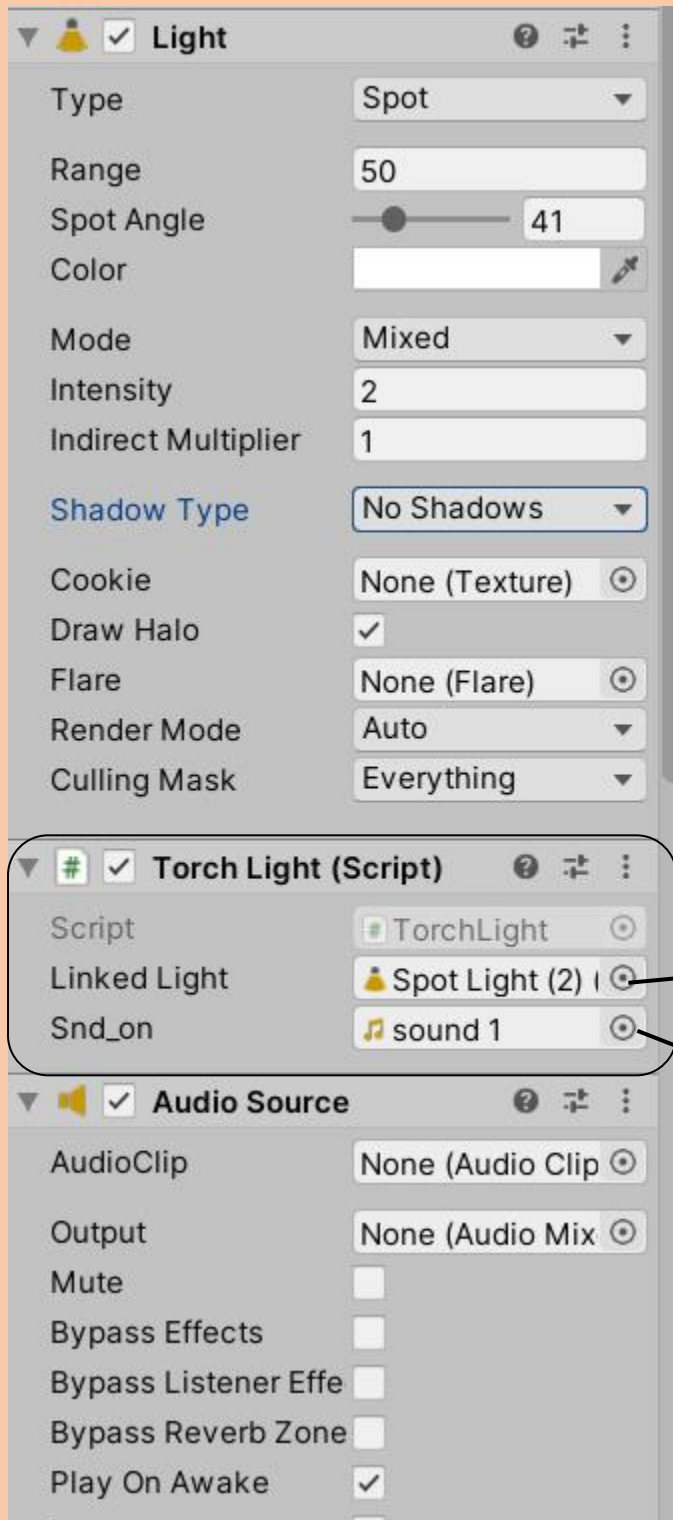 Light
Type Spot
Range 50
Spot Angle 41
Color
Mode Mixed
Intensity 2
Indirect Multiplier 1
Shadow Type No Shadows
Cookie None (Texture)
Draw Halo
Flare None (Flare)
Render Mode Auto
Culling Mask Everything
# Torch Light (Script)
Script # TorchLight
Linked Light Spot Light (2) (
Snd_on sound 1
Audio Source
AudioClip None (Audio Clip
Output None (Audio Mix
Mute
Bypass Effects
Bypass Listener Effe
Bypass Reverb Zone
Play On Awake